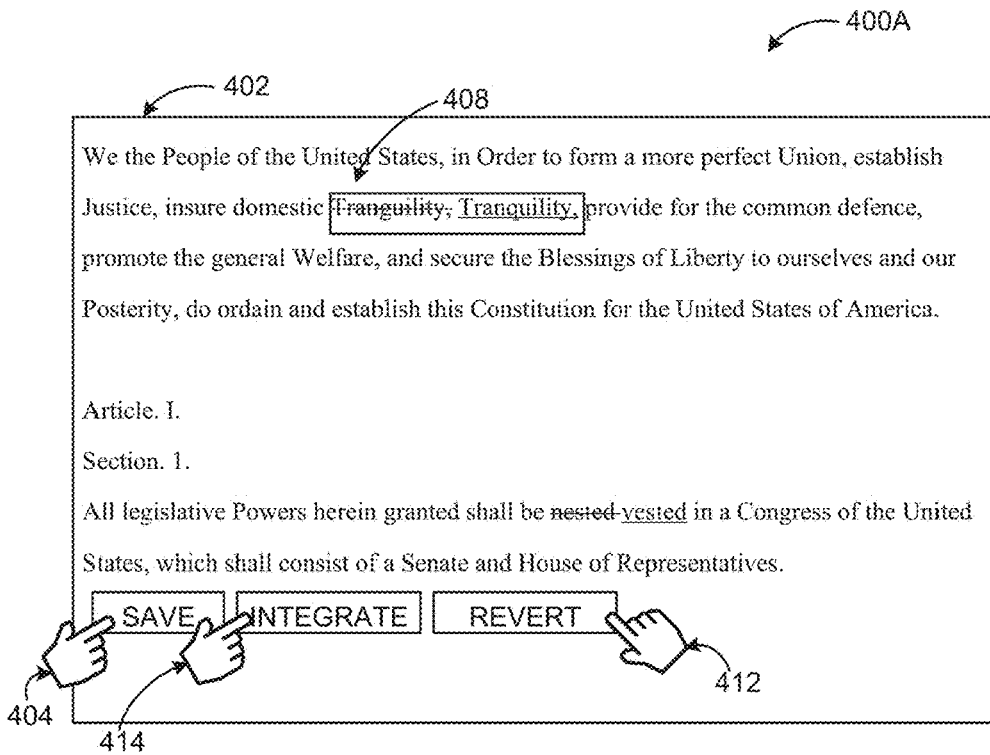 400A
402
408
We the People of the United States, in Order to form a more perfect Union, establish
Justice, insure domestic Tranguility, Tranquility, provide for the common defence,
promote the general Welfare, and secure the Blessings of Liberty to ourselves and our
Posterity, do ordain and establish this Constitution for the United States of America.
Article. I.
Section. 1.
All legislative Powers herein granted shall be nested vested in a Congress of the United
States, which shall consist of a Senate and House of Representatives.
SAVE INTEGRATE REVERT
412
404
414